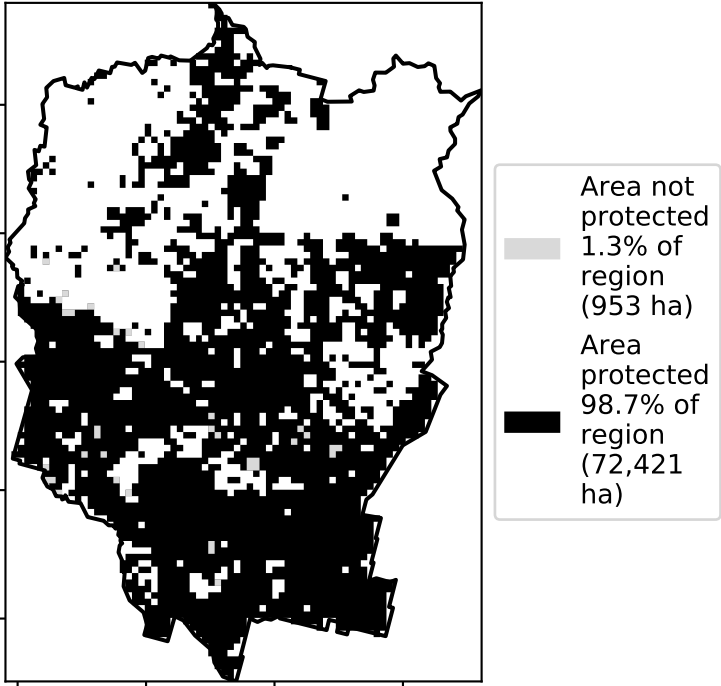 Area not
protected
1.3% of
region
(953 ha)
Area
protected
98.7% of
region
(72,421
ha)